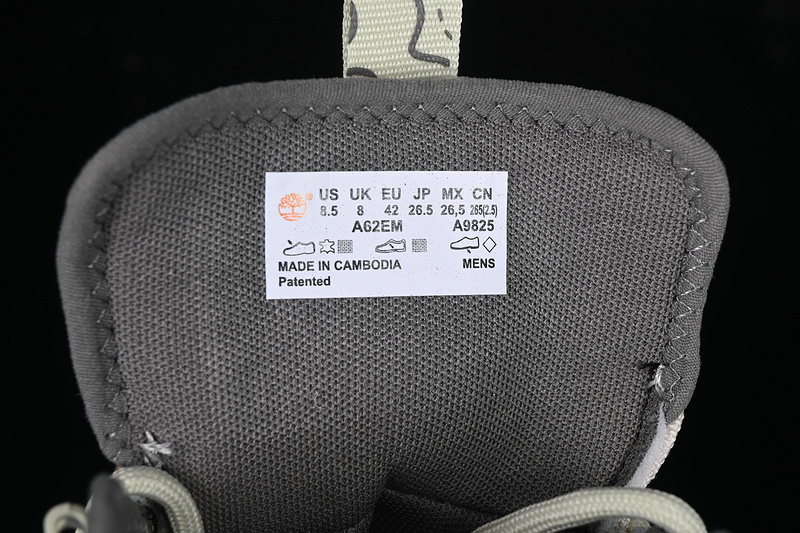 US UK EU JP MX CN
8.5 8 42 26.5 26,5 265(2.5)
A62EM A9825
MADE IN CAMBODIA MENS
Patented